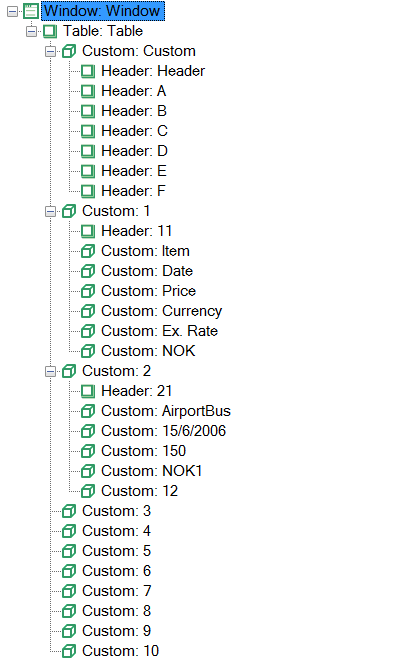 Window: Window
Table: Table
Custom: Custom
Header: Header
Header: A
Header: B
Header: C
Header: D
Header: E
Header: F
Custom: 1
Header: 11
Custom: Item
Custom: Date
Custom: Price
Custom: Currency
Custom: Ex. Rate
Custom: NOK
Custom: 2
Header: 21
Custom: AirportBus
Custom: 15/6/2006
Custom: 150
Custom: NOK1
Custom: 12
Custom: 3
Custom: 4
Custom: 5
Custom: 6
Custom: 7
Custom: 8
Custom: 9
Custom: 10